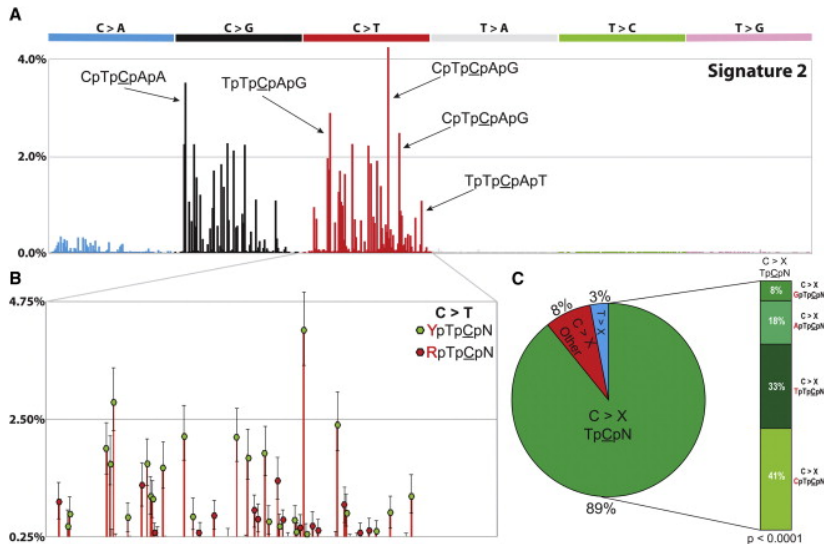 A
C > A
C > G
C > T
T > A
T > C
T > G
4.0%
2.0%
0.0%
Signature 2
CpTpCpApA
TpTpCpApG
CpTpCpApG
CpTpCpApG
TpTpCpApT
B
4.75%
2.50%
0.25%
C > T
YpTpCpN
RpTpCpN
C
8%
3%
T > X
C > X
Other
C > X
TpCpN
89%
C > X
TpCpN
8%
18%
33%
41%
C > X
GpTpCpN
C > X
ApTpCpN
C > X
TpTpCpN
C > X
CpTpCpN
p < 0.0001